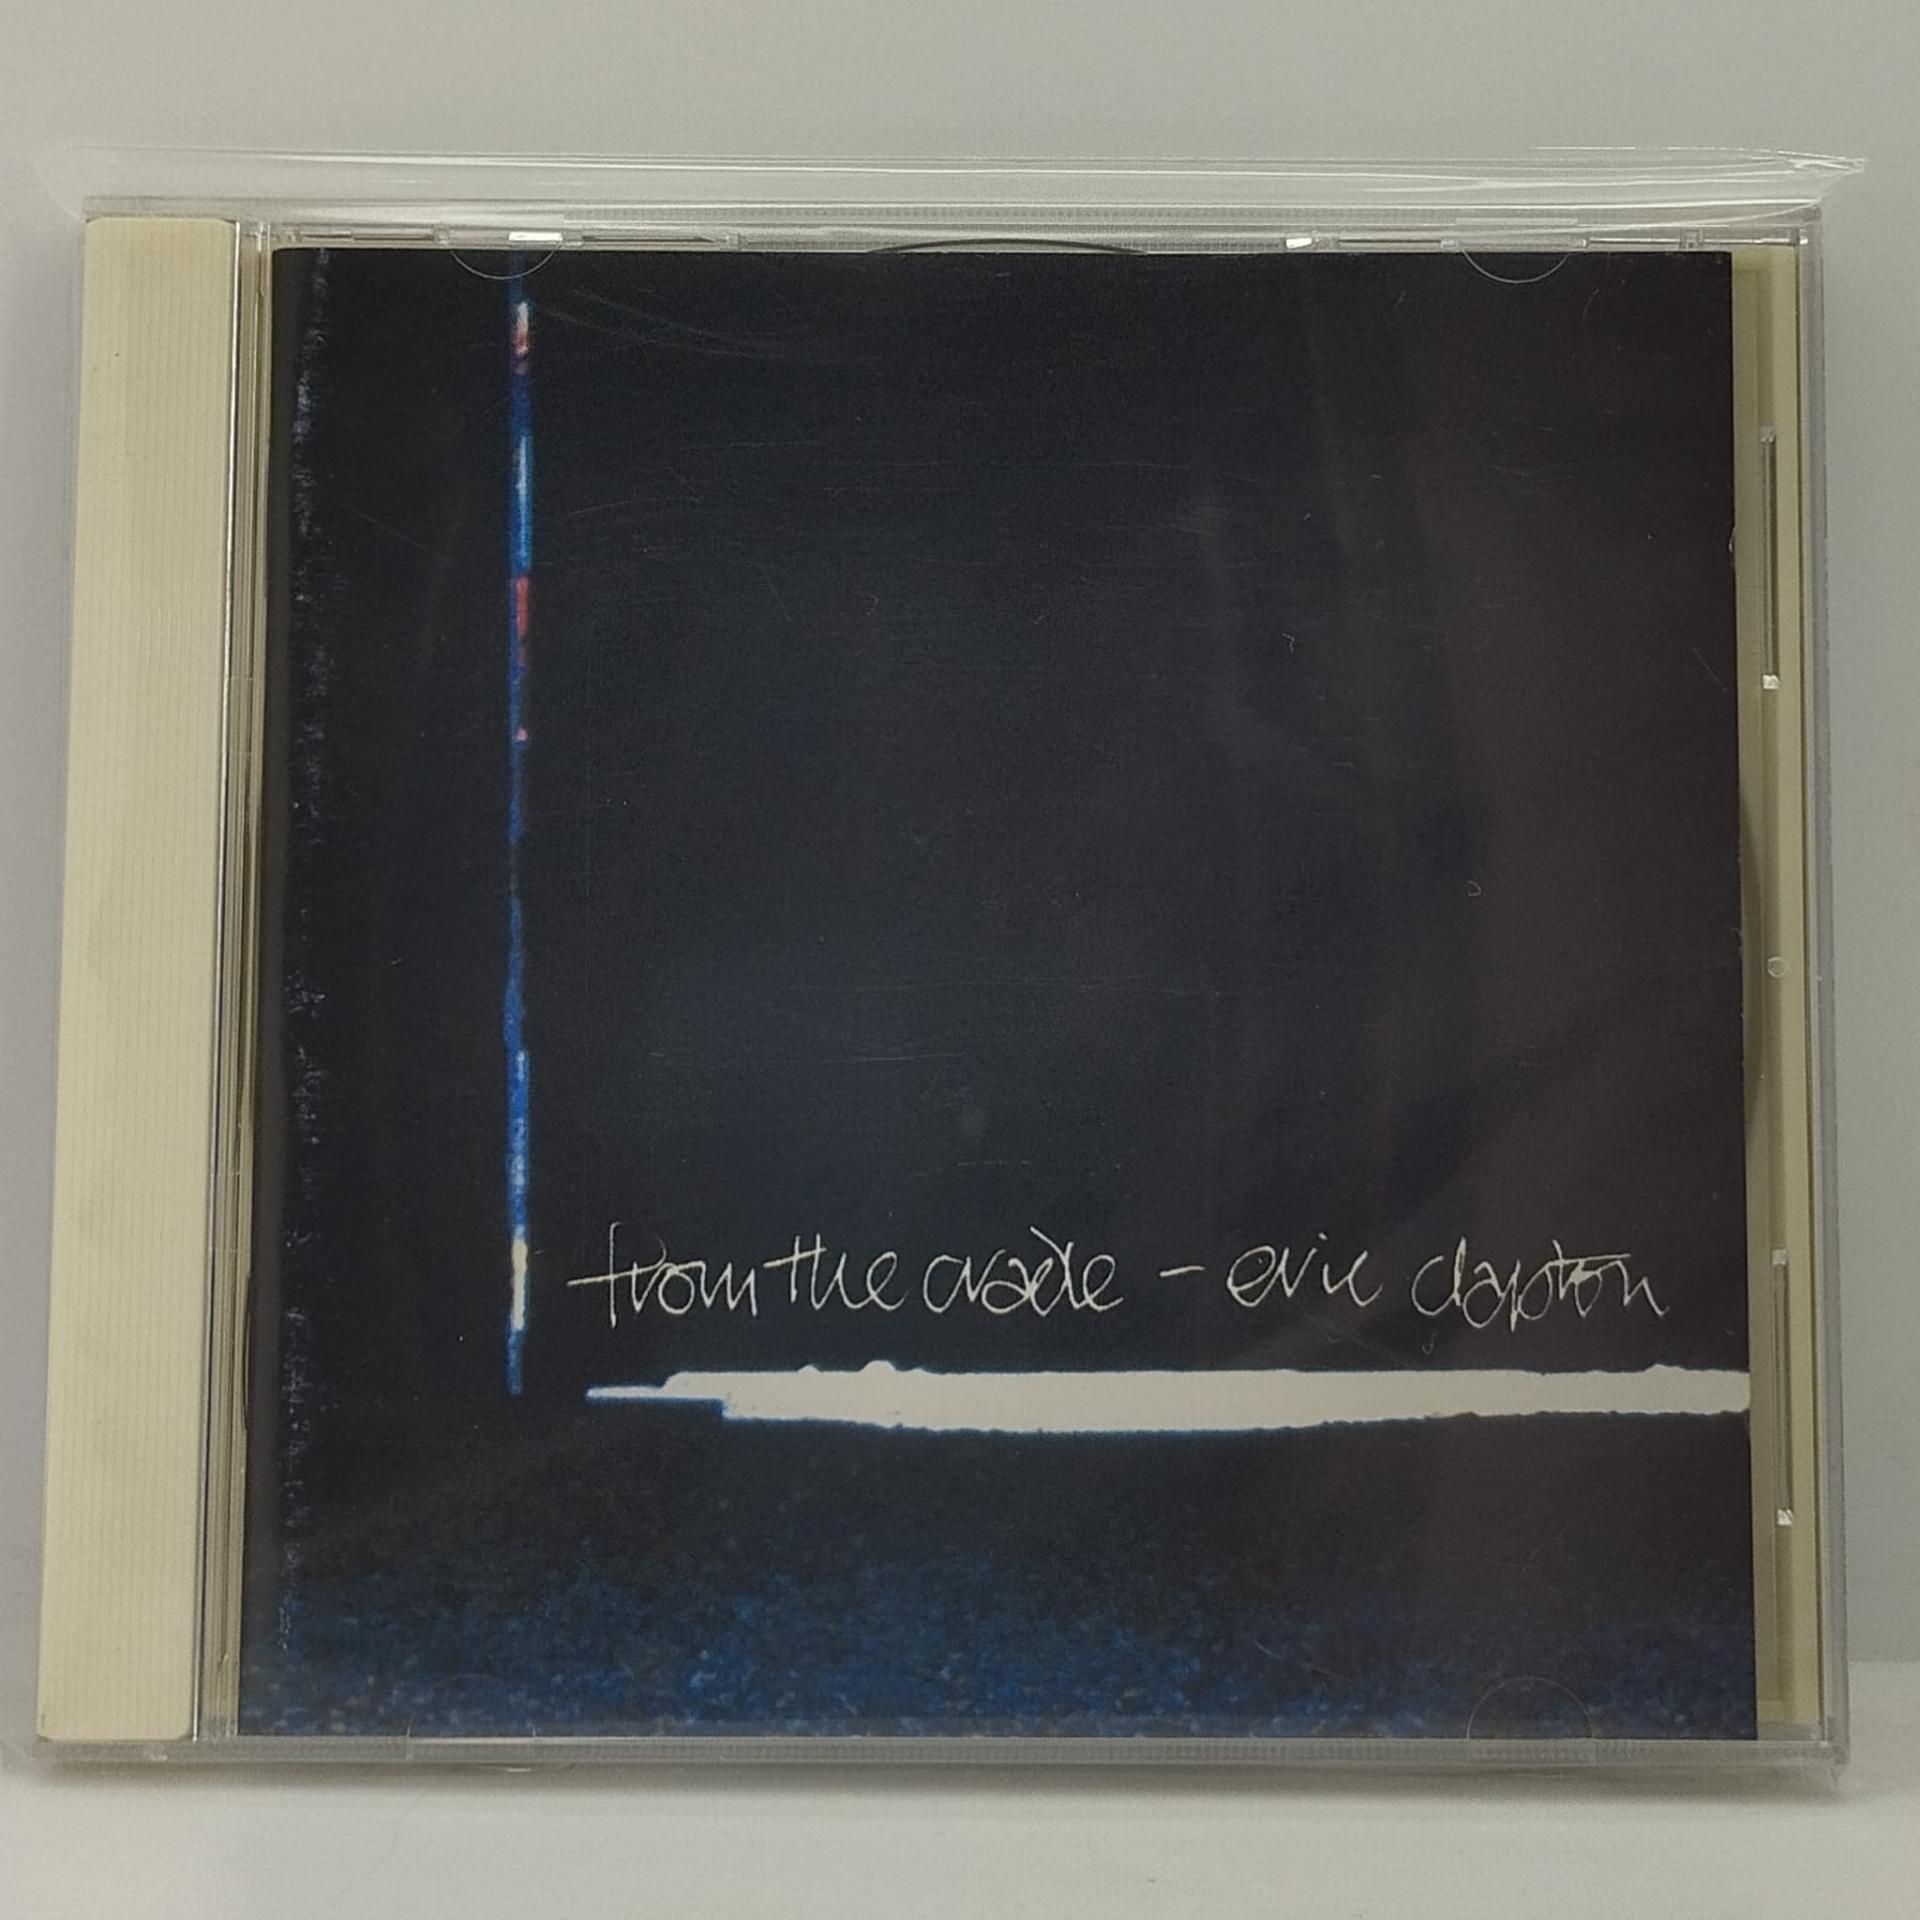 from the cradle - eric clapton